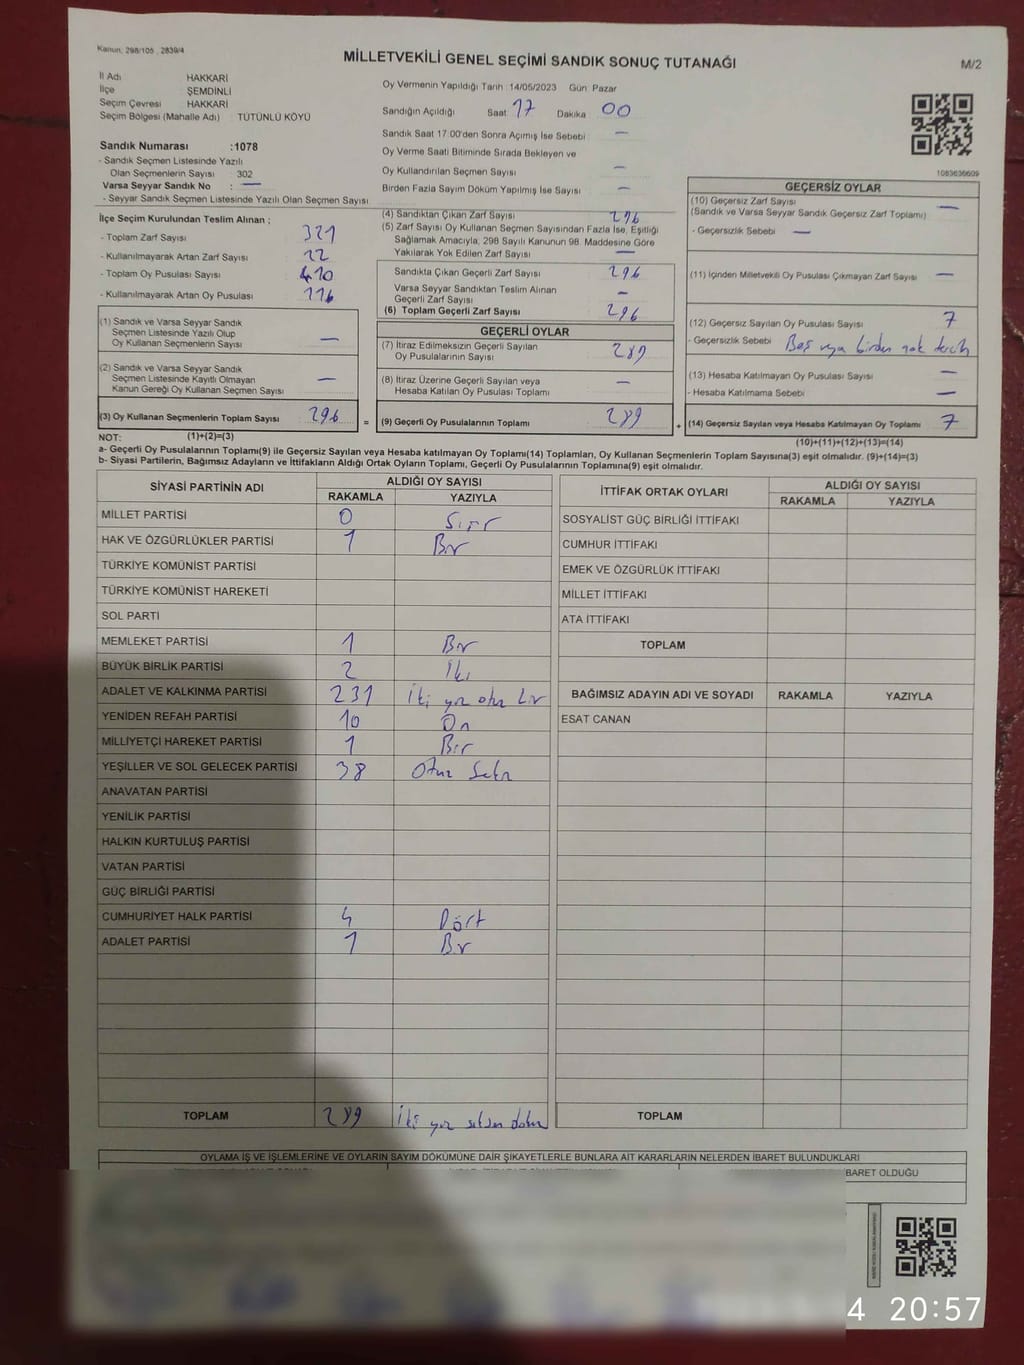 Kanun; 298/105 , 2839/4
MİLLETVEKİLİ GENEL SEÇİMİ SANDIK SONUÇ TUTANAĞI
M/2
İl Adı HAKKARİ
İlçe ŞEMDİNLİ
Seçim Çevresi HAKKARİ
Seçim Bölgesi (Mahalle Adı) TÜTÜNLÜ KÖYÜ
Sandık Numarası :1078
- Sandık Seçmen Listesinde Yazılı
Olan Seçmenlerin Sayısı 302
Varsa Seyyar Sandık No : —
- Seyyar Sandık Seçmen Listesinde Yazılı Olan Seçmen Sayısı
Oy Vermenin Yapıldığı Tarih :14/05/2023 Gün: Pazar
Sandığın Açıldığı Saat 17 Dakika 00
Sandık Saat 17:00'den Sonra Açılmış İse Sebebi —
Oy Verme Saati Bitiminde Sırada Bekleyen ve
Oy Kullandırılan Seçmen Sayısı —
Birden Fazla Sayım Döküm Yapılmış İse Sayısı —
1083636609
İlçe Seçim Kurulundan Teslim Alınan ;
- Toplam Zarf Sayısı 321
- Kullanılmayarak Artan Zarf Sayısı
- Toplam Oy Pusulası Sayısı 410
- Kullanılmayarak Artan Oy Pusulası
(1) Sandık ve Varsa Seyyar Sandık
Seçmen Listesinde Yazılı Olup
Oy Kullanan Seçmenlerin Sayısı —
(2) Sandık ve Varsa Seyyar Sandık
Seçmen Listesinde Kayıtlı Olmayan
Kanun Gereği Oy Kullanan Seçmen Sayısı —
(3) Oy Kullanan Seçmenlerin Toplam Sayısı 296
(1)+(2)=(3)
(4) Sandıktan Çıkan Zarf Sayısı 296
(5) Zarf Sayısı Oy Kullanan Seçmen Sayısından Fazla İse, Eşitliği
Sağlamak Amacıyla, 298 Sayılı Kanunun 98. Maddesine Göre
Yakılarak Yok Edilen Zarf Sayısı —
Sandıkta Çıkan Geçerli Zarf Sayısı 296
Varsa Seyyar Sandıktan Teslim Alınan
Geçerli Zarf Sayısı —
(6) Toplam Geçerli Zarf Sayısı 296
GEÇERLİ OYLAR
(7) İtiraz Edilmeksizin Geçerli Sayılan
Oy Pusulalarının Sayısı 289
(8) İtiraz Üzerine Geçerli Sayılan veya
Hesaba Katılan Oy Pusulası Toplamı —
= (9) Geçerli Oy Pusulalarının Toplamı 289
GEÇERSİZ OYLAR
(10) Geçersiz Zarf Sayısı —
(Sandık ve Varsa Seyyar Sandık Geçersiz Zarf Toplamı)
- Geçersizlik Sebebi —
(11) İçinden Milletvekili Oy Pusulası Çıkmayan Zarf Sayısı —
(12) Geçersiz Sayılan Oy Pusulası Sayısı 7
- Geçersizlik Sebebi Boş veya birden çok tercih
(13) Hesaba Katılmayan Oy Pusulası Sayısı —
- Hesaba Katılmama Sebebi —
+ (14) Geçersiz Sayılan veya Hesaba Katılmayan Oy Toplamı 7
(10)+(11)+(12)+(13)=(14)
NOT:
a- Geçerli Oy Pusulalarının Toplamı(9) ile Geçersiz Sayılan veya Hesaba katılmayan Oy Toplamı(14) Toplamları, Oy Kullanan Seçmenlerin Toplam Sayısına(3) eşit olmalıdır. (9)+(14)=(3)
b- Siyasi Partilerin, Bağımsız Adayların ve İttifakların Aldığı Ortak Oyların Toplamı, Geçerli Oy Pusulalarının Toplamına(9) eşit olmalıdır.
SİYASİ PARTİNİN ADI ALDIĞI OY SAYISI
RAKAMLA YAZIYLA
MİLLET PARTİSİ 0 Sıfır
HAK VE ÖZGÜRLÜKLER PARTİSİ 1 Bir
TÜRKİYE KOMÜNİST PARTİSİ
TÜRKİYE KOMÜNİST HAREKETİ
SOL PARTİ
MEMLEKET PARTİSİ 1 Bir
BÜYÜK BİRLİK PARTİSİ 2 İki
ADALET VE KALKINMA PARTİSİ 231 İki yüz otuz bir
YENİDEN REFAH PARTİSİ 10 On
MİLLİYETÇİ HAREKET PARTİSİ 1 Bir
YEŞİLLER VE SOL GELECEK PARTİSİ 38 Otuz Sekiz
ANAVATAN PARTİSİ
YENİLİK PARTİSİ
HALKIN KURTULUŞ PARTİSİ
VATAN PARTİSİ
GÜÇ BİRLİĞİ PARTİSİ
CUMHURİYET HALK PARTİSİ 4 Dört
ADALET PARTİSİ 1 Bir
TOPLAM 289 İki yüz seksen dokuz
İTTİFAK ORTAK OYLARI ALDIĞI OY SAYISI
RAKAMLA YAZIYLA
SOSYALİST GÜÇ BİRLİĞİ İTTİFAKI
CUMHUR İTTİFAKI
EMEK VE ÖZGÜRLÜK İTTİFAKI
MİLLET İTTİFAKI
ATA İTTİFAKI
TOPLAM
BAĞIMSIZ ADAYIN ADI VE SOYADI RAKAMLA YAZIYLA
ESAT CANAN
TOPLAM
OYLAMA İŞ VE İŞLEMLERİNE VE OYLARIN SAYIM DÖKÜMÜNE DAİR ŞİKAYETLERLE BUNLARA AİT KARARLARIN NELERDEN İBARET BULUNDUKLARI
BARET OLDUĞU
4 20:57